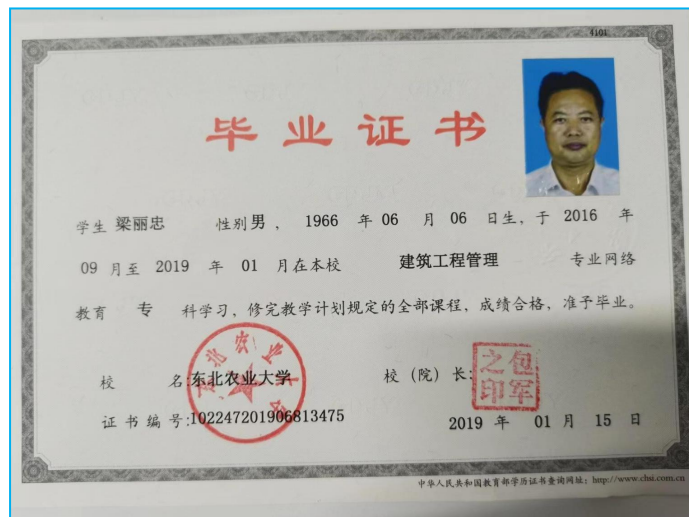 4101
毕业证书
学生 梁丽忠 性别 男 , 1966 年 06 月 06 日生, 于 2016 年
09 月至 2019 年 01 月在本校 建筑工程管理 专业网络
教育 专 科学习, 修完教学计划规定的全部课程, 成绩合格, 准予毕业。
校 名:东北农业大学 校（院）长:
包军之印
证书编号:102247201906813475 2019 年 01 月 15 日
中华人民共和国教育部学历证书查询网址: http://www.chsi.com.cn